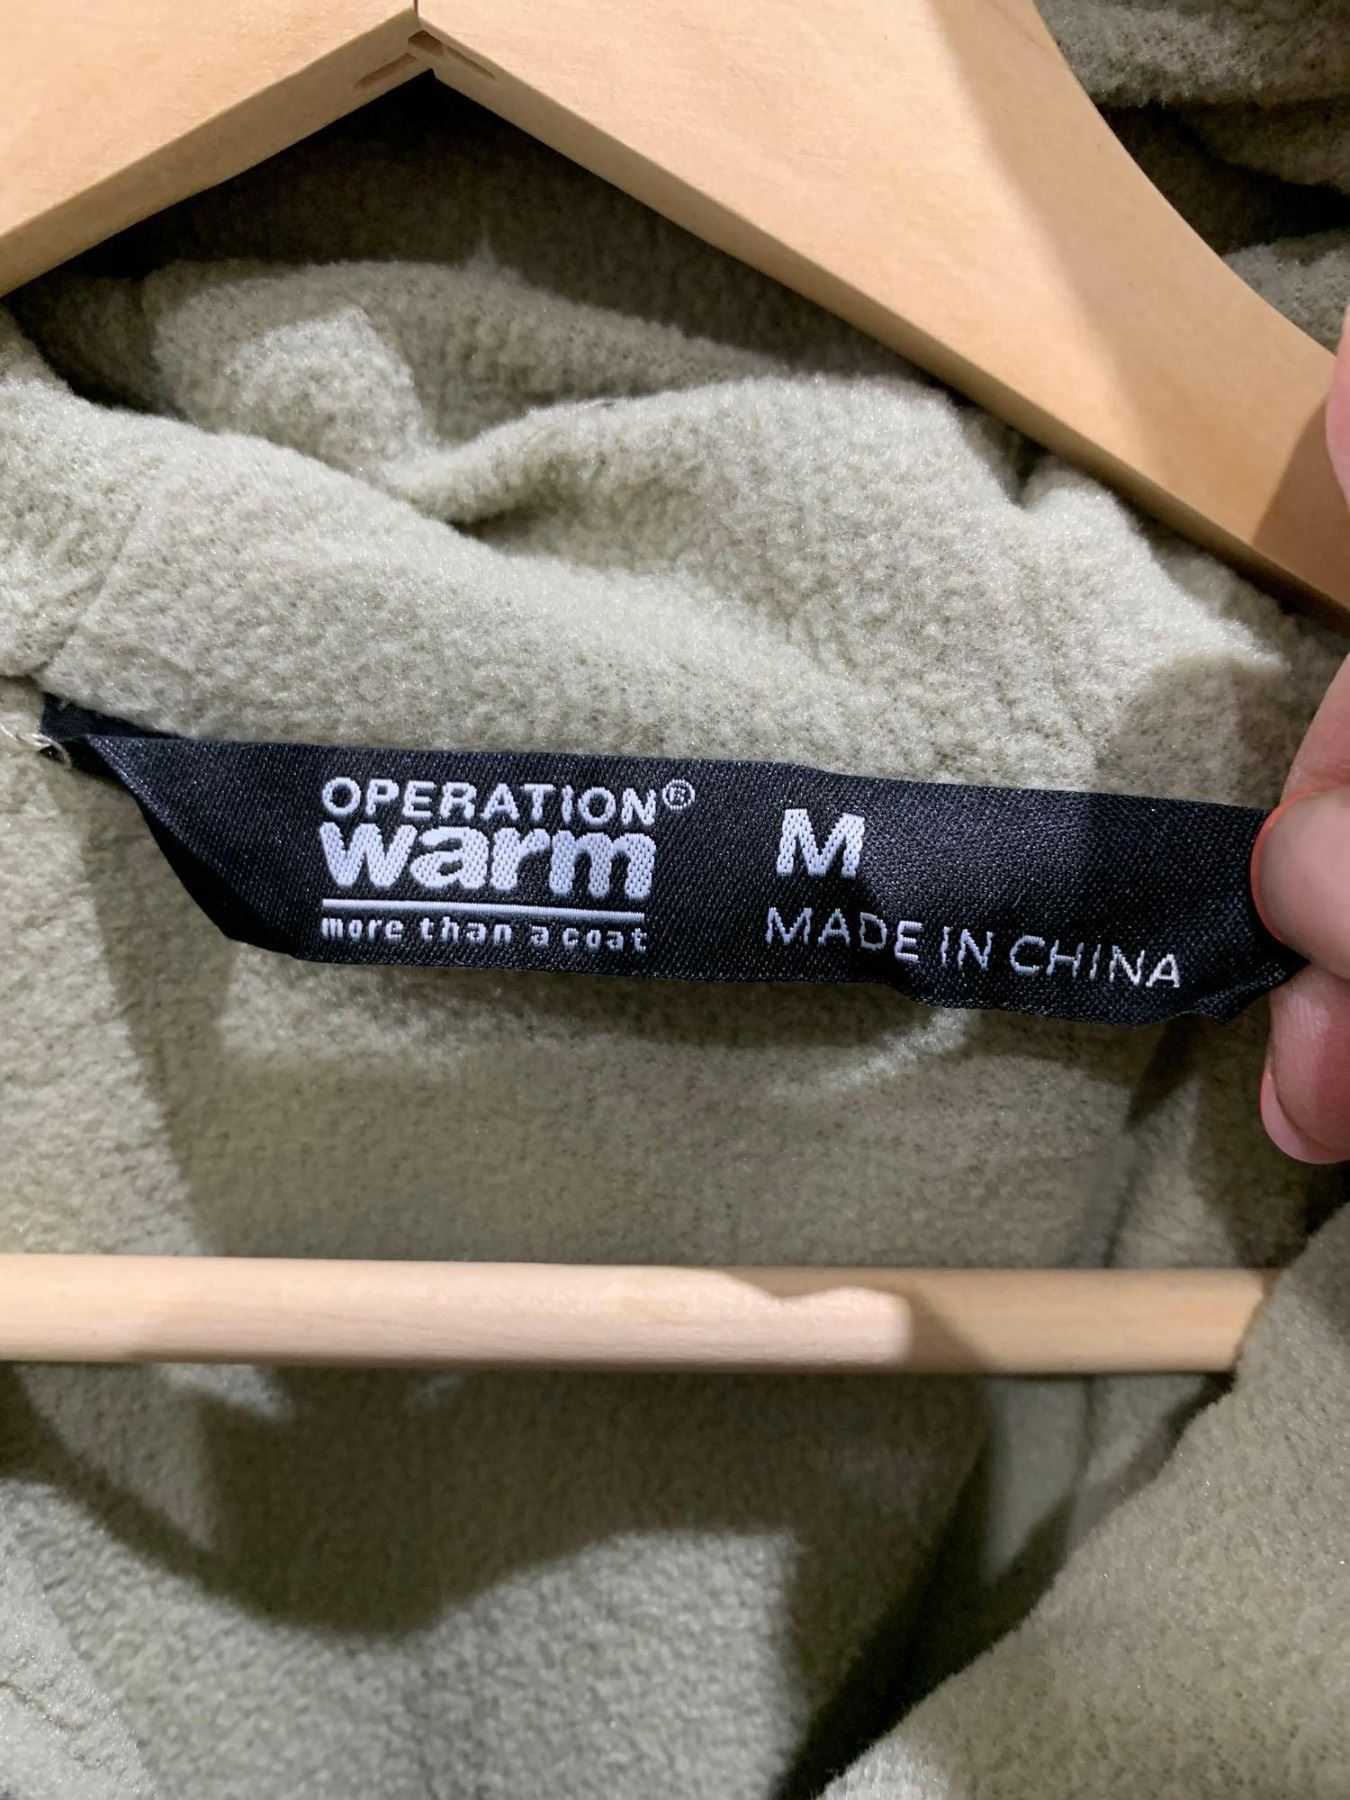 OPERATION®
warm
more than a coat
M
MADE IN CHINA